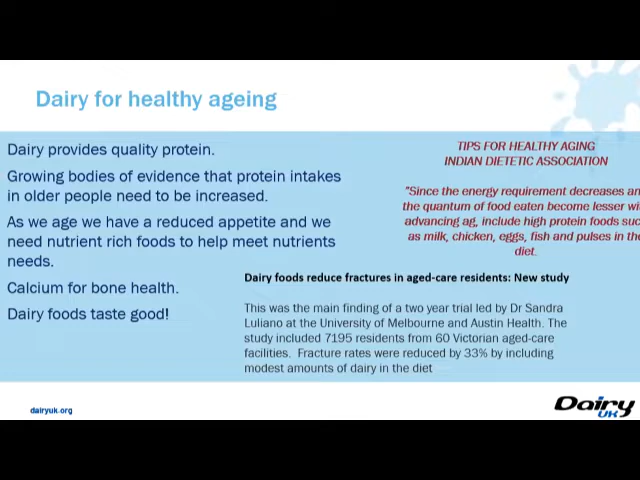 Dairy for healthy ageing
Dairy provides quality protein.
Growing bodies of evidence that protein intakes
in older people need to be increased.
As we age we have a reduced appetite and we
need nutrient rich foods to help meet nutrients
needs.
Calcium for bone health.
Dairy foods taste good!
TIPS FOR HEALTHY AGING
INDIAN DIETETIC ASSOCIATION
"Since the energy requirement decreases an
the quantum of food eaten become lesser wi
advancing ag, include high protein foods suc
as milk, chicken, eggs, fish and pulses in the
diet.
Dairy foods reduce fractures in aged-care residents: New study
This was the main finding of a two year trial led by Dr Sandra
Luliano at the University of Melbourne and Austin Health. The
study included 7195 residents from 60 Victorian aged-care
facilities. Fracture rates were reduced by 33% by including
modest amounts of dairy in the diet
dairyuk.org
Dairy
UK